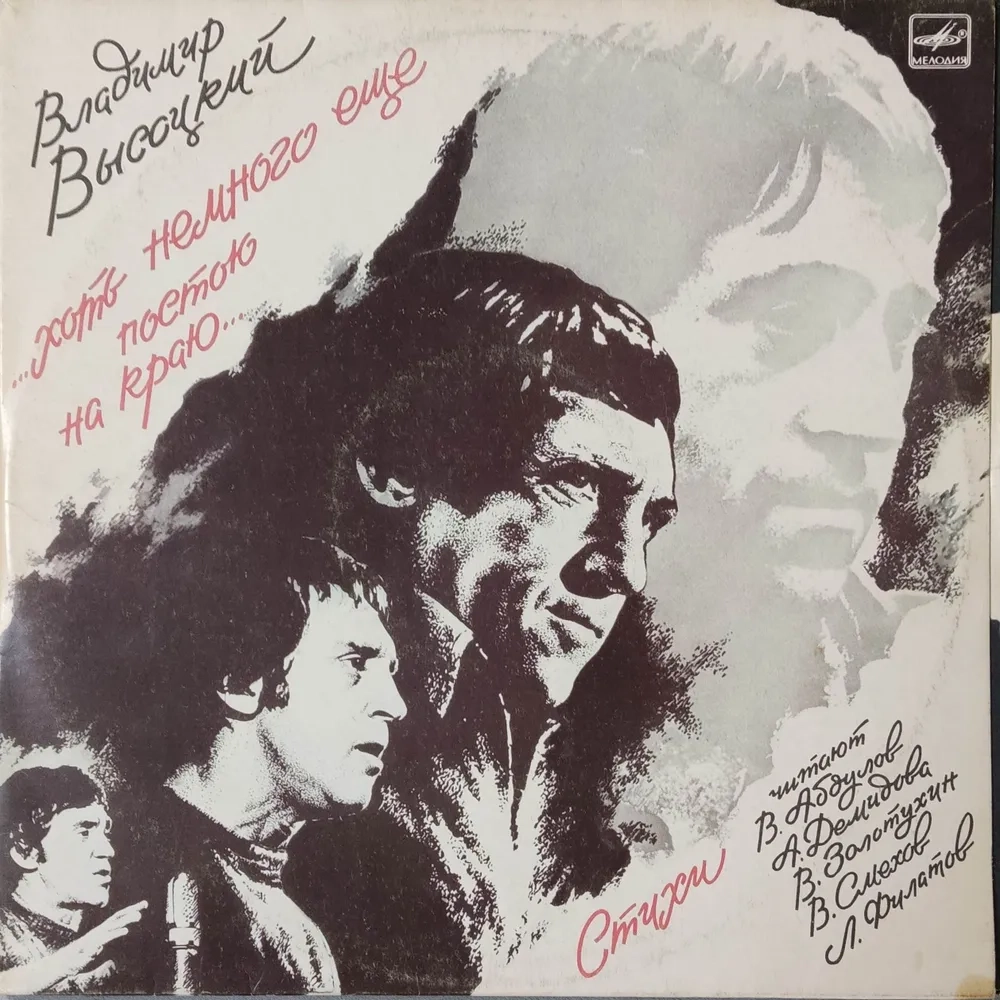 Владимир
Высоцкий
...хоть немного еще
постою
на краю...
МЕЛОДИЯ
R
Стихи
читают
В. Абдулов
А. Демидова
В. Золотухин
В. Смехов
Л. Филатов